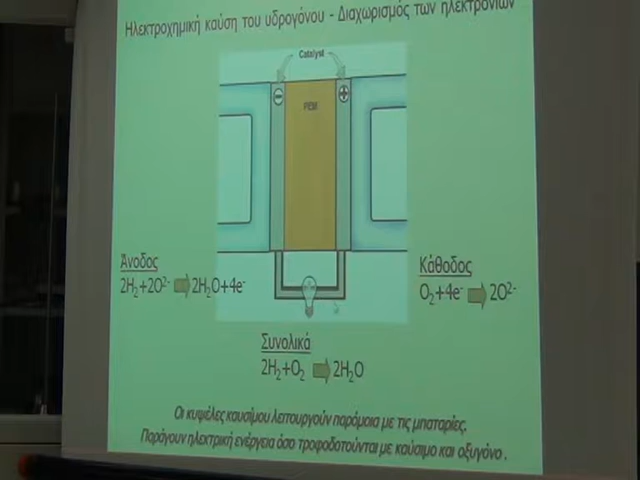 Ηλεκτροχημική καύση του υδρογόνου - Διαχωρισμός των ηλεκτρονίων
Catalyst
PEM
Άνοδος
2H₂+2O²⁻ 2H₂O+4e⁻
Κάθοδος
O₂+4e⁻ 2O²⁻
Συνολικά
2H₂+O₂ 2H₂O
Οι κυψέλες καυσίμου λειτουργούν παρόμοια με τις μπαταρίες.
Παράγουν ηλεκτρική ενέργεια όσο τροφοδοτούνται με καύσιμο και οξυγόνο .